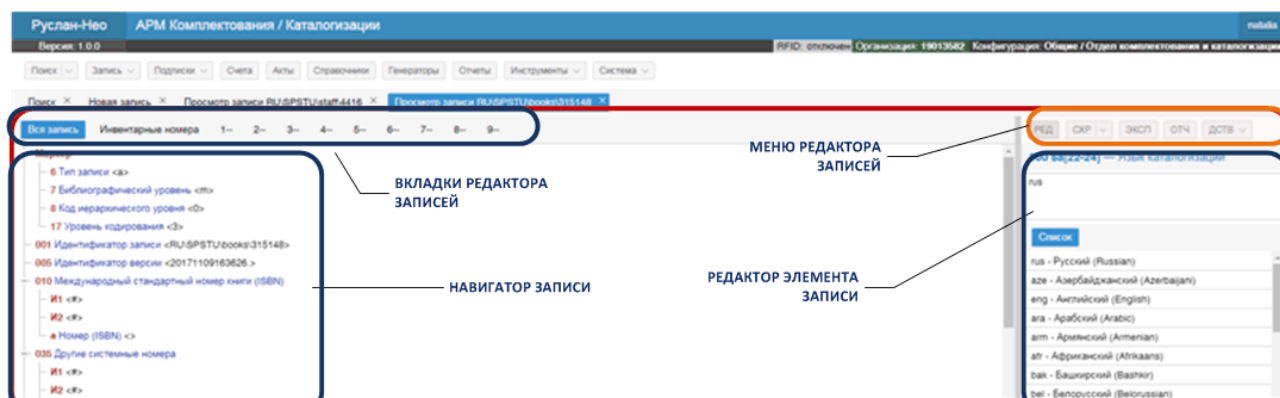 Руслан-Нео АРМ Комплектования / Каталогизации natalia
Версия: 1.0.0 RFID: отключен Организация: 19013582 Конфигурация: Общие / Отдел комплектования и каталогизации
Поиск Запись Подписки Счета Акты Справочники Генераторы Отчеты Инструменты Система
Поиск × Новая запись × Просмотр записи RU\SPSTU\staff\4416 × Просмотр записи RU\SPSTU\books\315148 ×
Вся запись Инвентарные номера 1-- 2-- 3-- 4-- 5-- 6-- 7-- 8-- 9--
РЕД СХР ЭКСП ОТЧ ДСТВ
МЕНЮ РЕДАКТОРА
ЗАПИСЕЙ
Маркер
6 Тип записи <a>
7 Библиографический уровень <m>
8 Код иерархического уровня <0>
17 Уровень кодирования <3>
001 Идентификатор записи <RU\SPSTU\books\315148>
005 Идентификатор версии <20171109163626.>
010 Международный стандартный номер книги (ISBN)
И1 <#>
И2 <#>
a Номер (ISBN) <>
035 Другие системные номера
И1 <#>
И2 <#>
ВКЛАДКИ РЕДАКТОРА
ЗАПИСЕЙ
НАВИГАТОР ЗАПИСИ
РЕДАКТОР ЭЛЕМЕНТА
ЗАПИСИ
100 $a[22-24] — Язык каталогизации
rus
Список
rus - Русский (Russian)
aze - Азербайджанский (Azerbaijani)
eng - Английский (English)
ara - Арабский (Arabic)
arm - Армянский (Armenian)
afr - Африканский (Afrikaans)
bak - Башкирский (Bashkir)
bel - Белорусский (Belorussian)